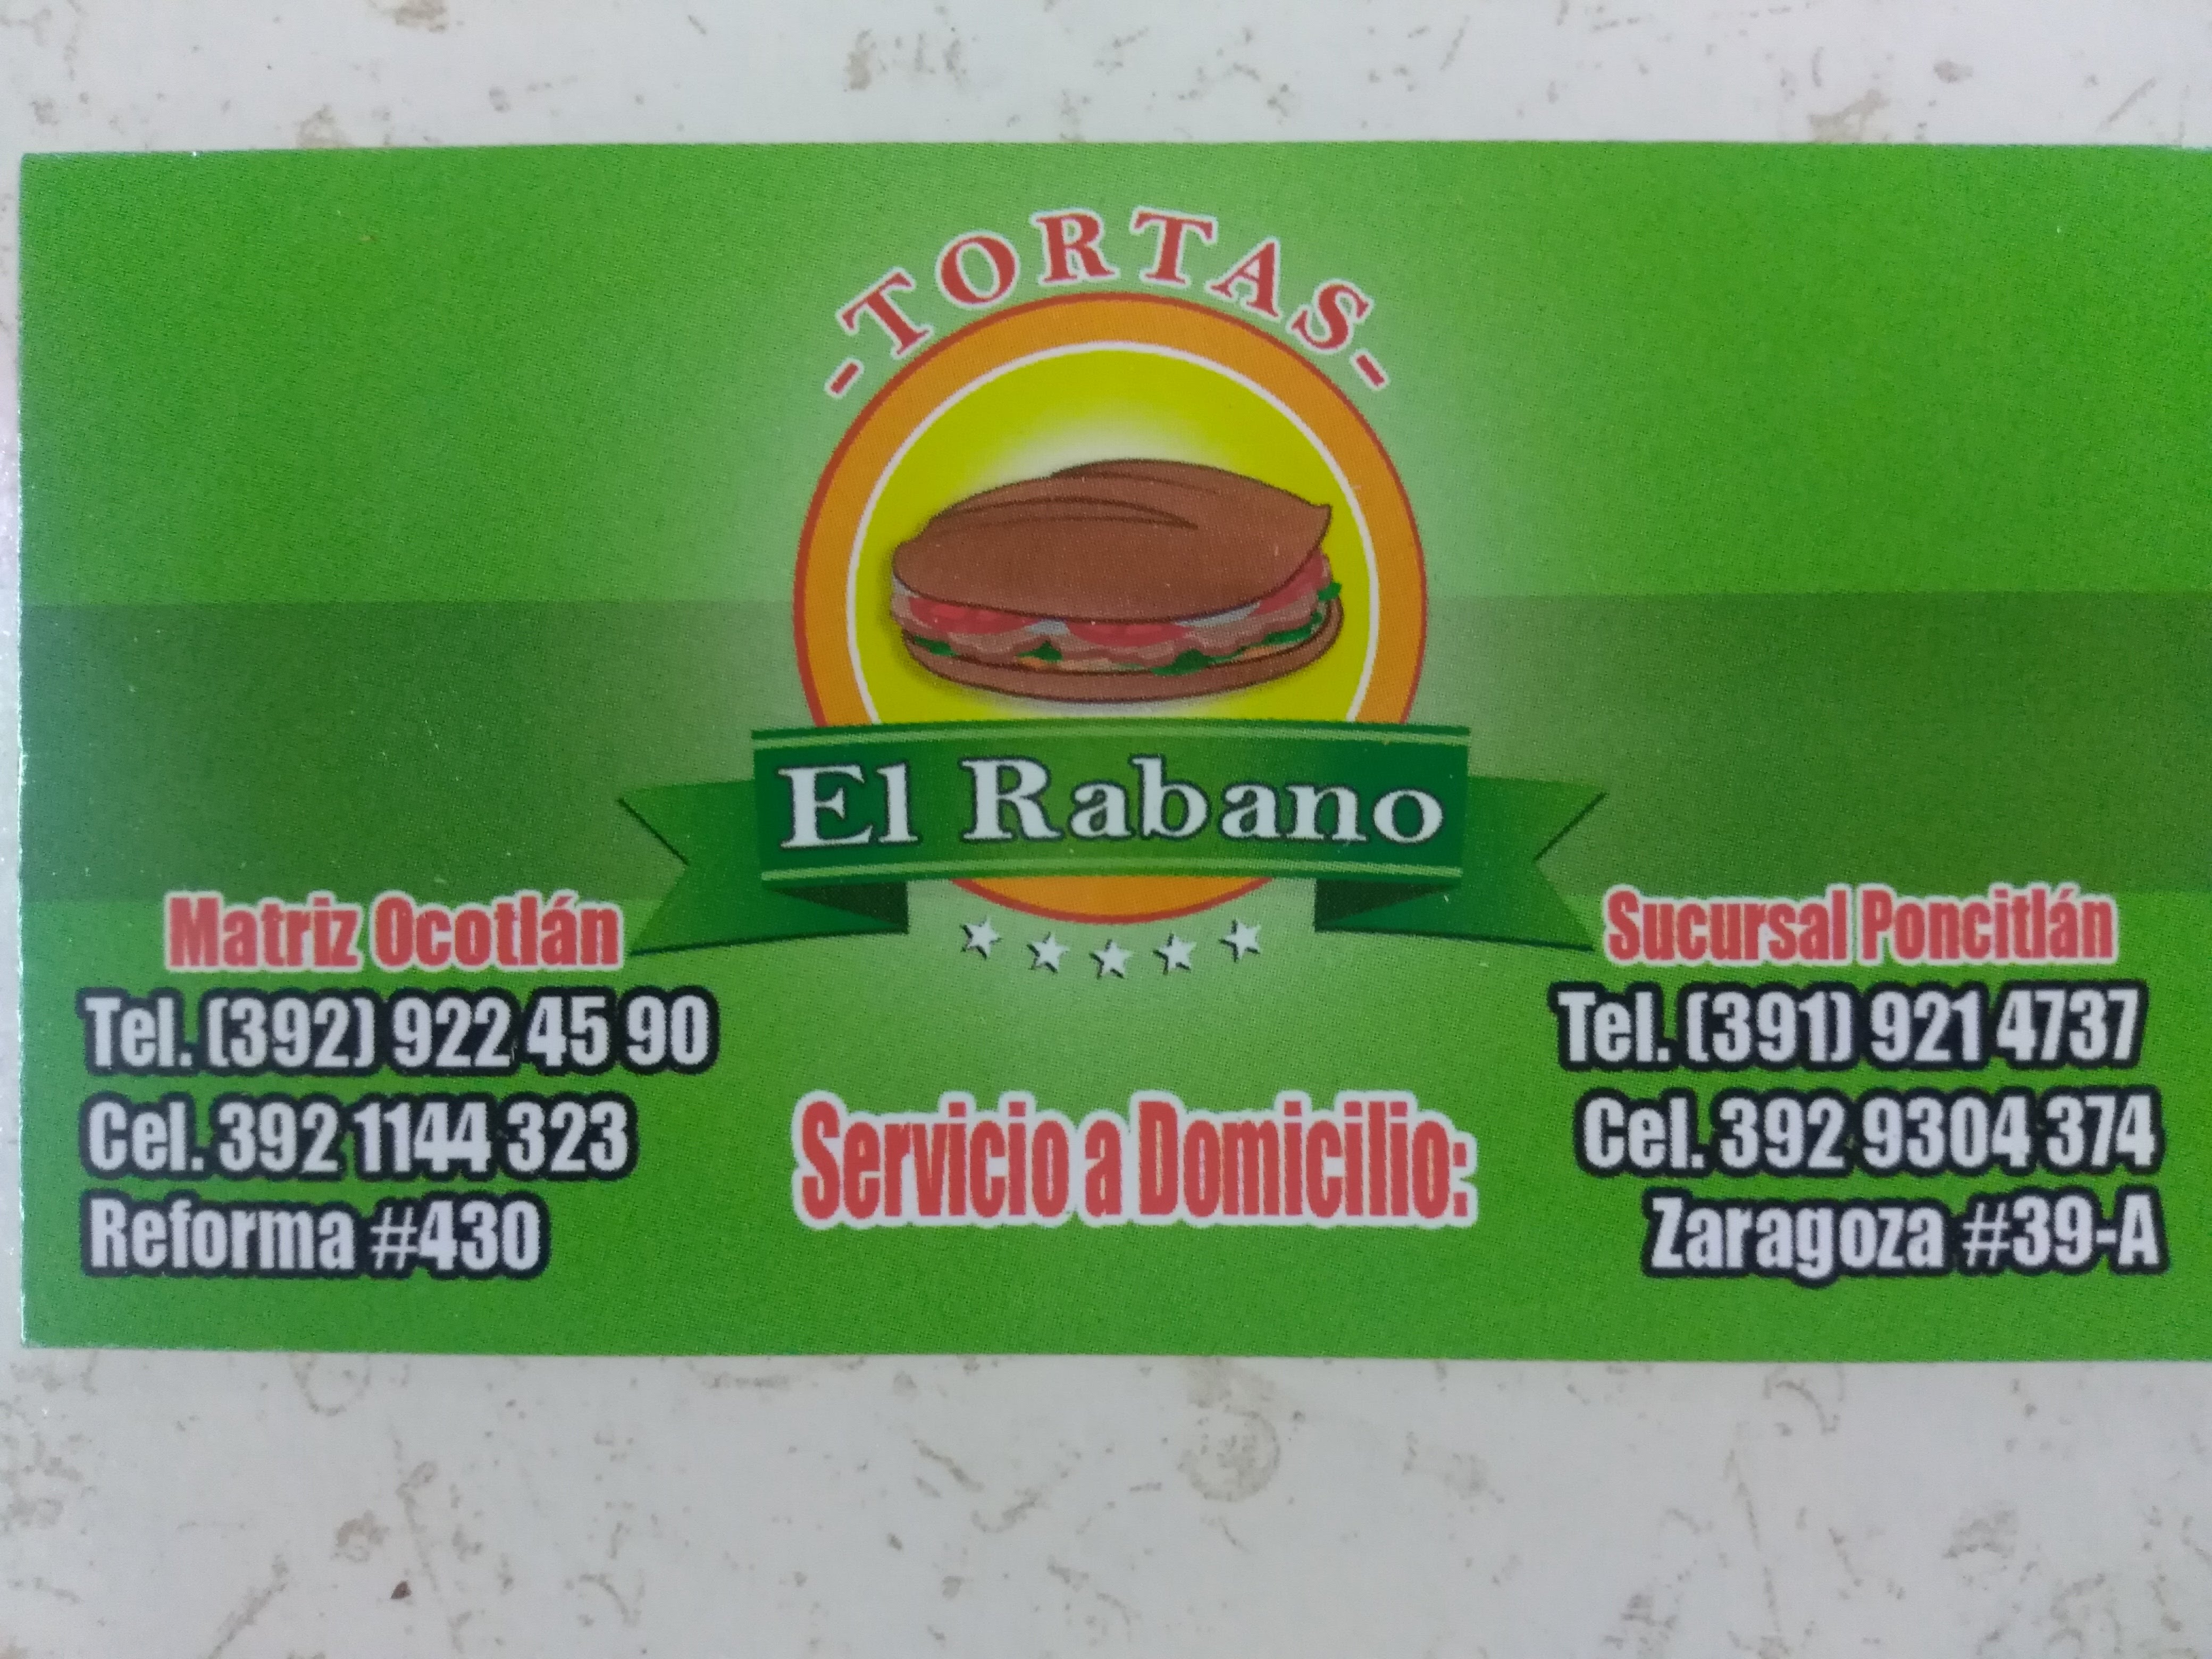 -TORTAS-
El Rabano
Matriz Ocotlán
Tel. (392) 922 45 90
Cel. 392 1144 323
Reforma #430
Servicio a Domicilio:
Sucursal Poncitlán
Tel. (391) 921 4737
Cel. 392 9304 374
Zaragoza #39-A